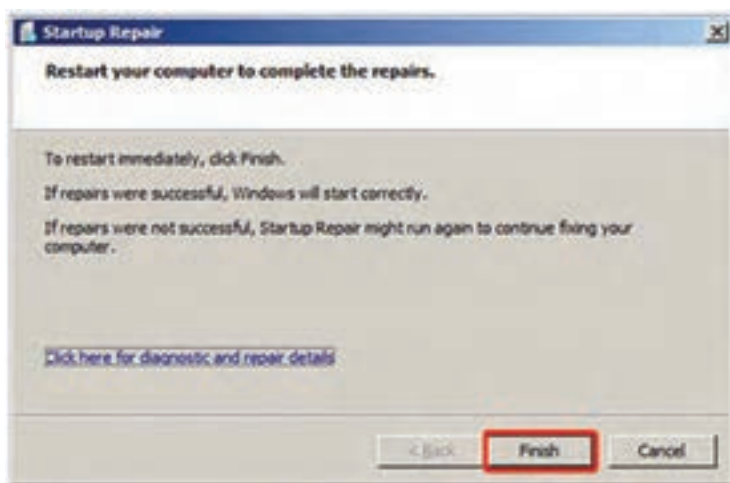 Startup Repair
Restart your computer to complete the repairs.
To restart immediately, click Finish.
If repairs were successful, Windows will start correctly.
If repairs were not successful, Startup Repair might run again to continue fixing your
computer.
Click here for diagnostic and repair details
< Back Finish Cancel